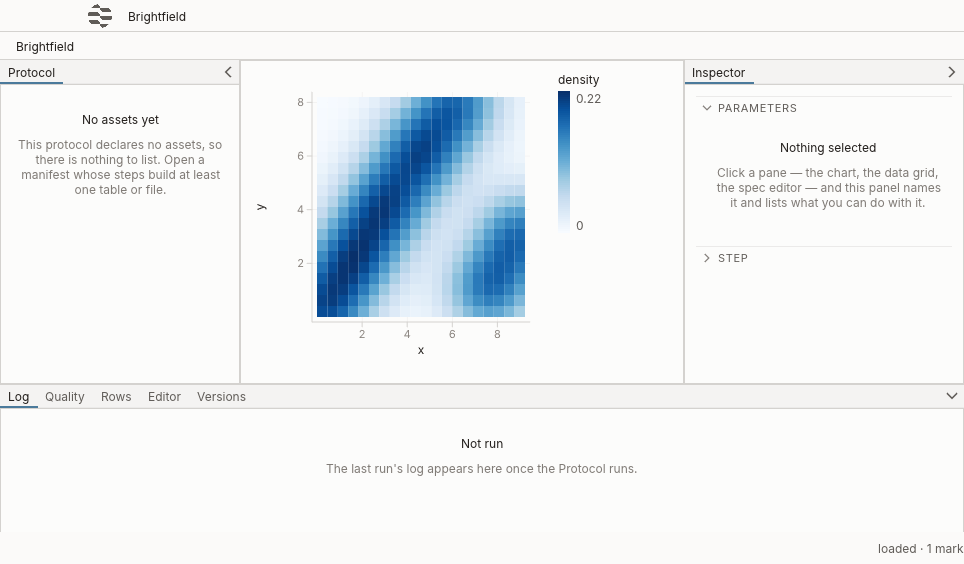 Brightfield
Brightfield
Protocol
No assets yet
This protocol declares no assets, so
there is nothing to list. Open a
manifest whose steps build at least
one table or file.
density
0.22
0
8
6
4
2
y
2 4 6 8
x
Inspector
PARAMETERS
Nothing selected
Click a pane — the chart, the data grid,
the spec editor — and this panel names
it and lists what you can do with it.
STEP
Log Quality Rows Editor Versions
Not run
The last run's log appears here once the Protocol runs.
loaded · 1 mark